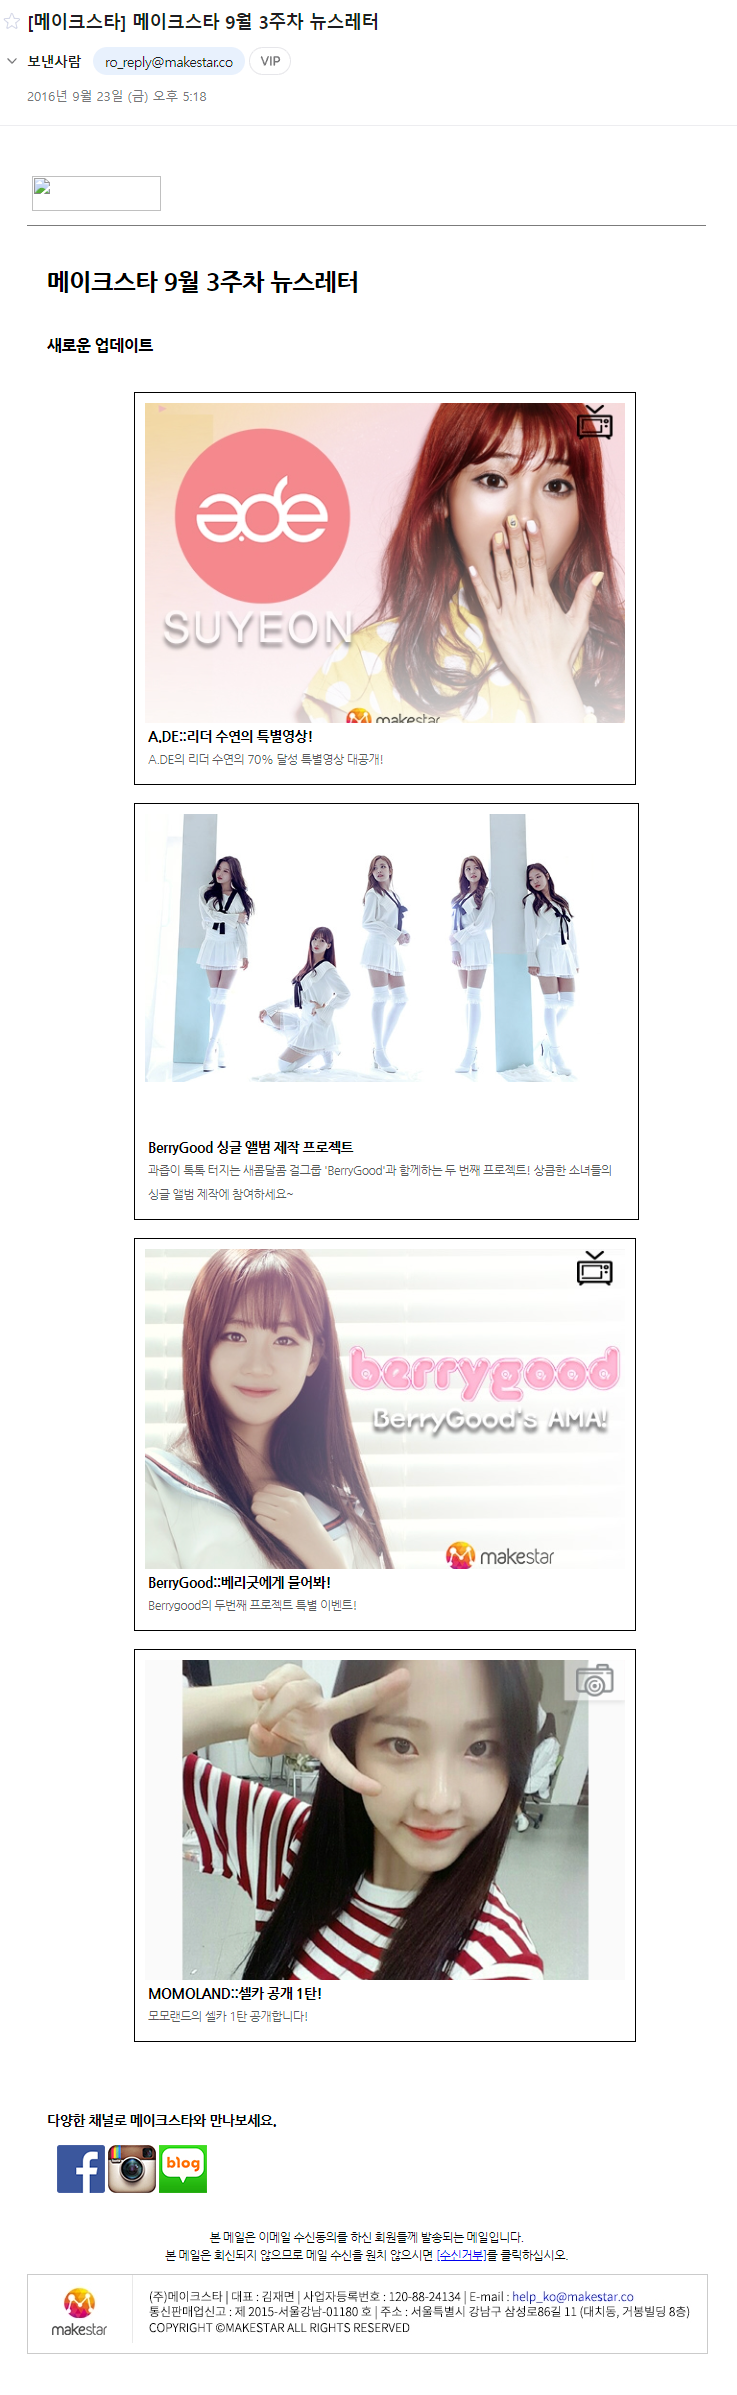 [메이크스타] 메이크스타 9월 3주차 뉴스레터
보낸사람 ro_reply@makestar.co VIP
2016년 9월 23일 (금) 오후 5:18
메이크스타 9월 3주차 뉴스레터
새로운 업데이트
a.de
SUYEON
makestar
A.DE::리더 수연의 특별영상!
A.DE의 리더 수연의 70% 달성 특별영상 대공개!
BerryGood 싱글 앨범 제작 프로젝트
과즙이 톡톡 터지는 새콤달콤 걸그룹 'BerryGood'과 함께하는 두 번째 프로젝트! 상큼한 소녀들의
싱글 앨범 제작에 참여하세요~
berrygood
BerryGood's AMA!
makestar
BerryGood::베리굿에게 물어봐!
Berrygood의 두번째 프로젝트 특별 이벤트!
MOMOLAND::셀카 공개 1탄!
모모랜드의 셀카 1탄 공개합니다!
다양한 채널로 메이크스타와 만나보세요.
f
blog
본 메일은 이메일 수신동의를 하신 회원들께 발송되는 메일입니다.
본 메일은 회신되지 않으므로 메일 수신을 원치 않으시면 [수신거부]를 클릭하십시오.
makestar
(주)메이크스타 | 대표 : 김재면 | 사업자등록번호 : 120-88-24134 | E-mail : help_ko@makestar.co
통신판매업신고 : 제 2015-서울강남-01180 호 | 주소 : 서울특별시 강남구 삼성로86길 11 (대치동, 거봉빌딩 8층)
COPYRIGHT ©MAKESTAR ALL RIGHTS RESERVED